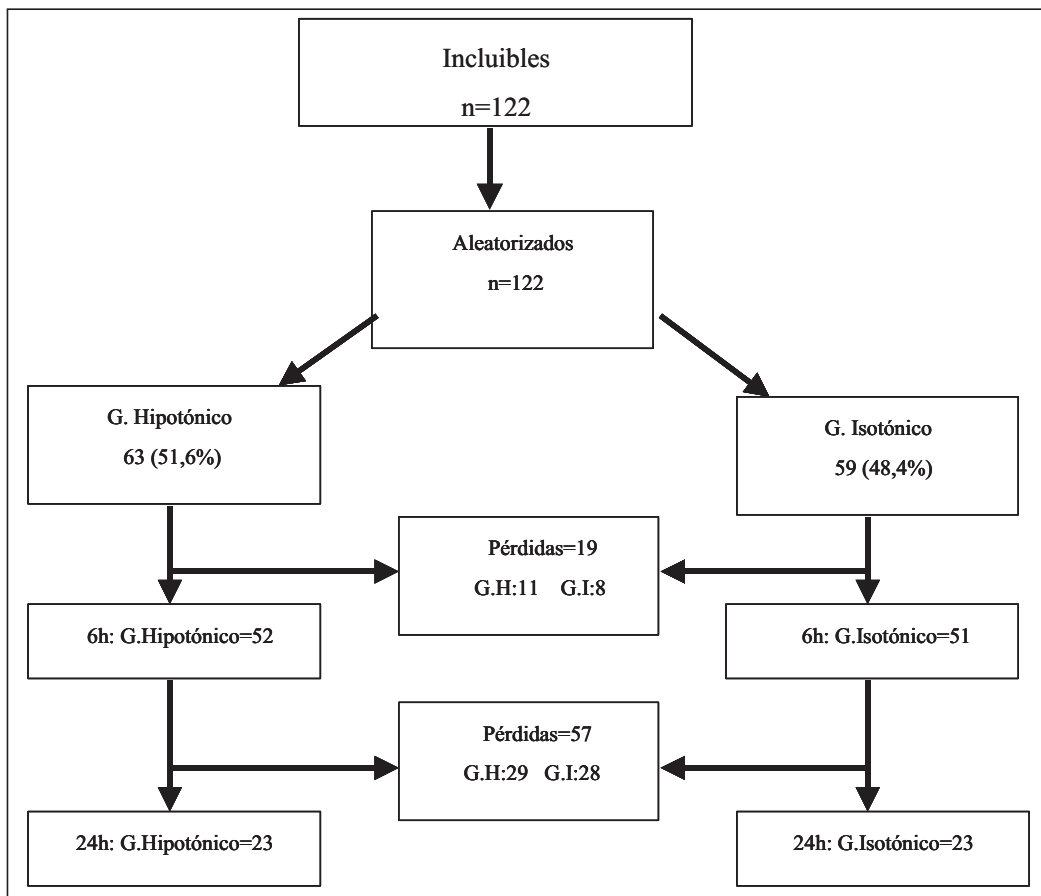 Incluibles
n=122
Aleatorizados
n=122
G. Hipotónico
63 (51,6%)
G. Isotónico
59 (48,4%)
Pérdidas=19
G.H:11 G.I:8
6h: G.Hipotónico=52
6h: G.Isotónico=51
Pérdidas=57
G.H:29 G.I:28
24h: G.Hipotónico=23
24h: G.Isotónico=23